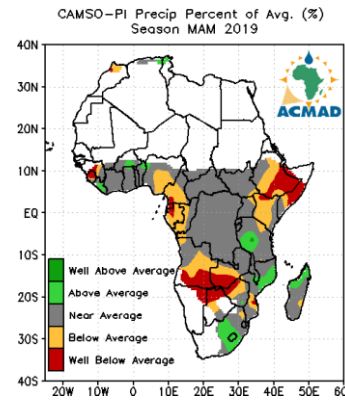 CAMSO-PI Precip Percent of Avg. (%)
Season MAM 2019
ACMAD
40N
30N
20N
10N
EQ
10S
20S
30S
40S
Well Above Average
Above Average
Near Average
Below Average
Well Below Average
20W 10W 0 10E 20E 30E 40E 50E